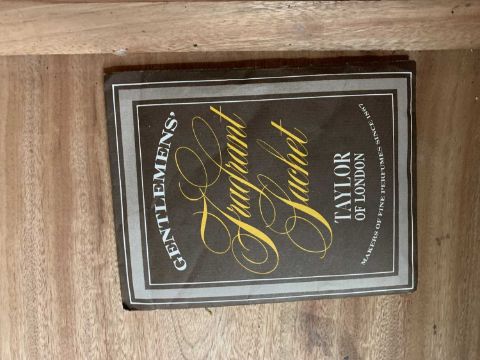 GENTLEMENS'
Fragrant
Sachet
TAYLOR
OF LONDON
MAKERS OF FINE PERFUMES SINCE 1887